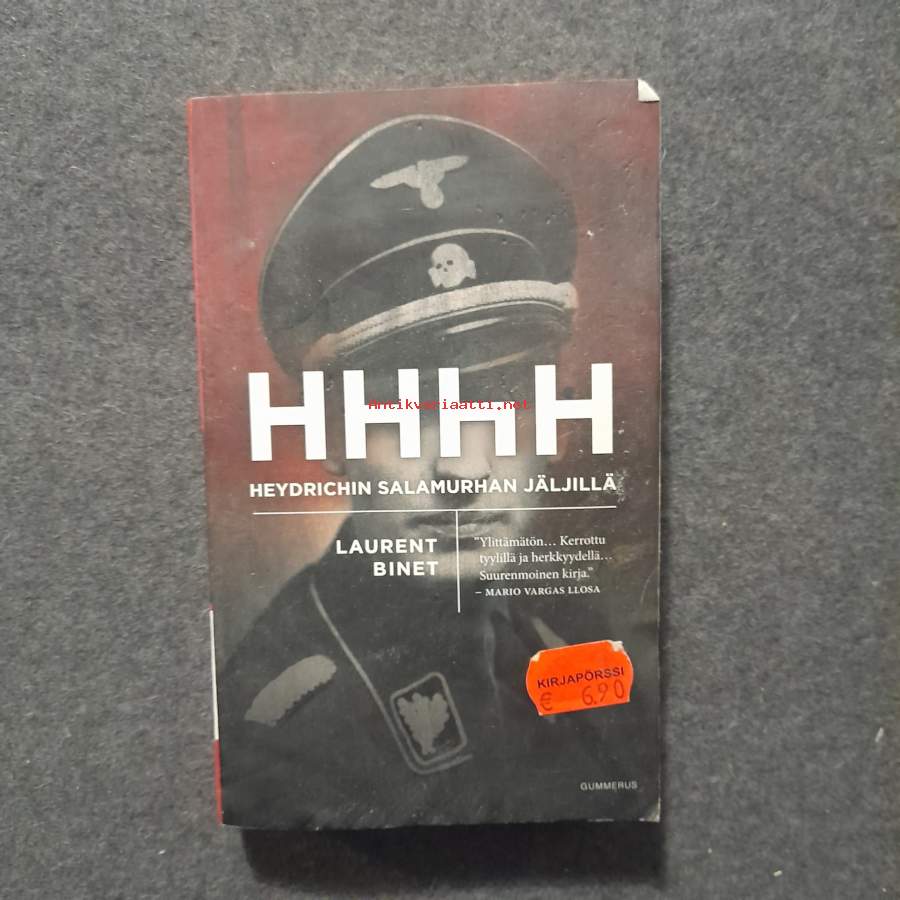 HHhH
Antikvariaatti.net
HEYDRICHIN SALAMURHAN JÄLJILLÄ
LAURENT
BINET
"Ylittämätön... Kerrottu
tyylillä ja herkkyydellä...
Suurenmoinen kirja."
– MARIO VARGAS LLOSA
KIRJAPÖRSSI
€ 6.90
GUMMERUS